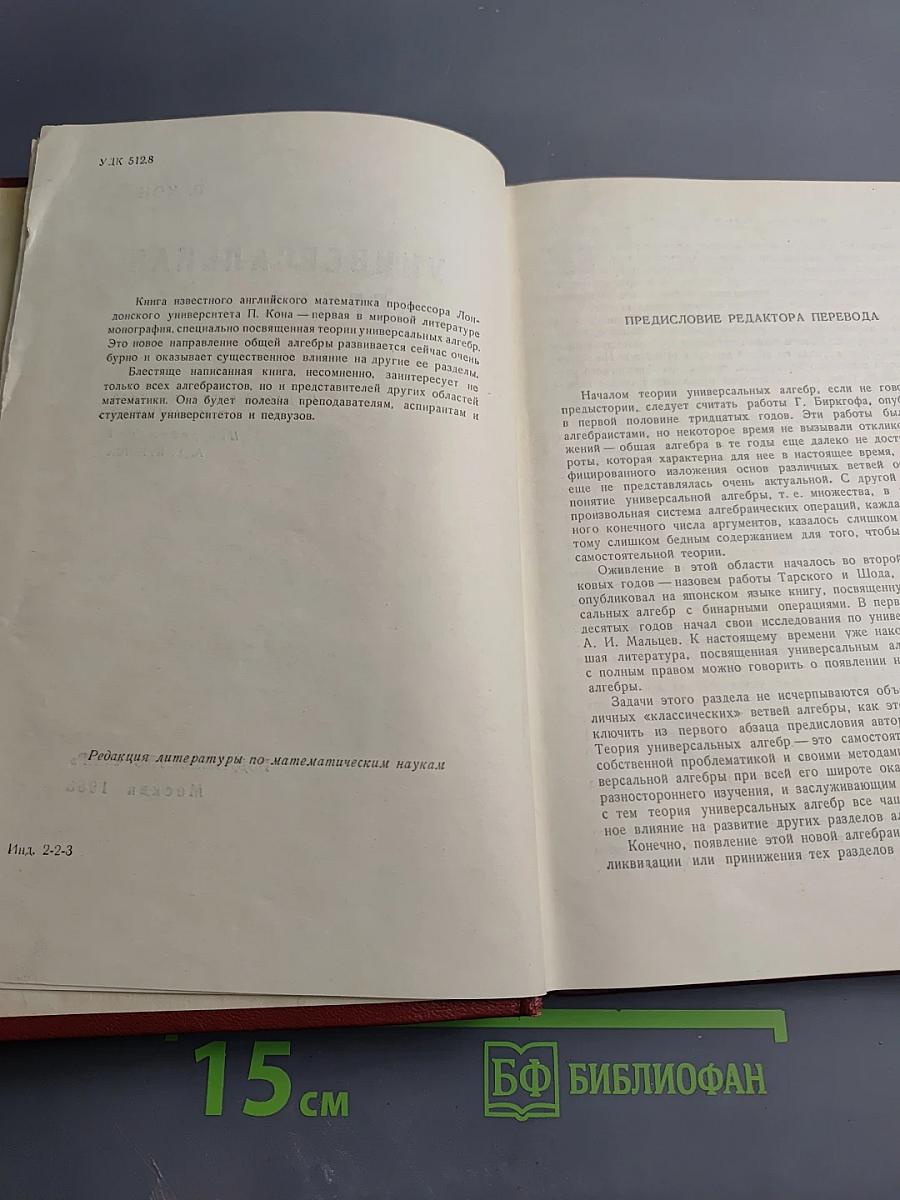 УДК 512.8
Книга известного английского математика профессора Лон-
донского университета П. Кона — первая в мировой литературе
монография, специально посвященная теории универсальных алгебр.
Это новое направление общей алгебры развивается сейчас очень
бурно и оказывает существенное влияние на другие ее разделы.
Блестяще написанная книга, несомненно, заинтересует не
только всех алгебраистов, но и представителей других областей
математики. Она будет полезна преподавателям, аспирантам и
студентам университетов и педвузов.
Редакция литературы по математическим наукам
Инд. 2-2-3
ПРЕДИСЛОВИЕ РЕДАКТОРА ПЕРЕВОДА
Началом теории универсальных алгебр, если не гово
предыстории, следует считать работы Г. Биркгофа, опуб
в первой половине тридцатых годов. Эти работы был
алгебраистами, но некоторое время не вызывали отклико
жений — общая алгебра в те годы еще далеко не дост
роты, которая характерна для нее в настоящее время,
фицированного изложения основ различных ветвей о
еще не представлялась очень актуальной. С другой
понятие универсальной алгебры, т. е. множества, в
произвольная система алгебраических операций, кажда
ного конечного числа аргументов, казалось слишком
тому слишком бедным содержанием для того, чтобы
самостоятельной теории.
Оживление в этой области началось во второй
ковых годов — назовем работы Тарского и Шода,
опубликовал на японском языке книгу, посвященну
сальных алгебр с бинарными операциями. В перв
десятых годов начал свои исследования по униве
А. И. Мальцев. К настоящему времени уже нако
шая литература, посвященная универсальным ал
с полным правом можно говорить о появлении н
алгебры.
Задачи этого раздела не исчерпываются объ
личных «классических» ветвей алгебры, как это
ключить из первого абзаца предисловия автор
Теория универсальных алгебр — это самостоят
собственной проблематикой и своими методами
версальной алгебры при всей его широте ока
разностороннего изучения, и заслуживающим
с тем теория универсальных алгебр все чащ
ное влияние на развитие других разделов ал
Конечно, появление этой новой алгебраи
ликвидации или принижения тех разделов
15 см
БФ БИБЛИОФАН